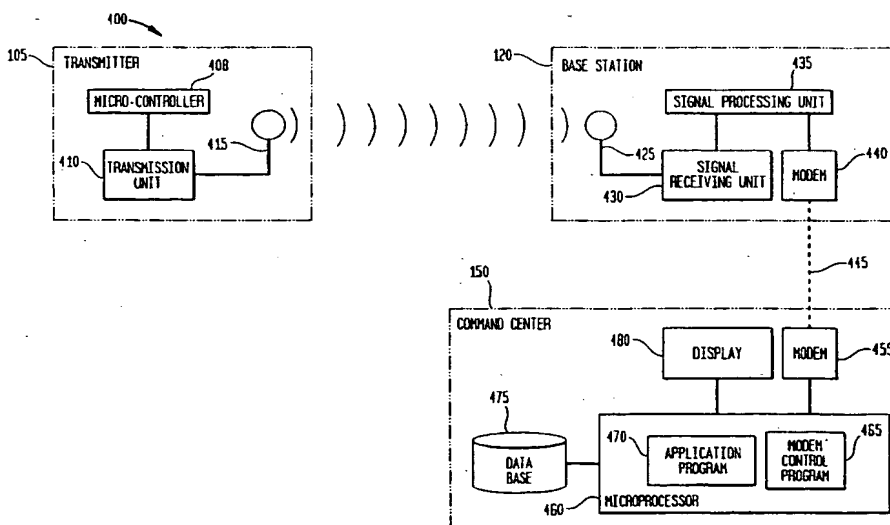 400
105
TRANSMITTER
408
MICRO-CONTROLLER
415
410
TRANSMISSION
UNIT
120
BASE STATION
435
SIGNAL PROCESSING UNIT
425
430
SIGNAL
RECEIVING UNIT
MODEM
440
445
150
COMMAND CENTER
480
DISPLAY
MODEM
455
475
DATA
BASE
470
APPLICATION
PROGRAM
MODEM
CONTROL
PROGRAM
465
460
MICROPROCESSOR